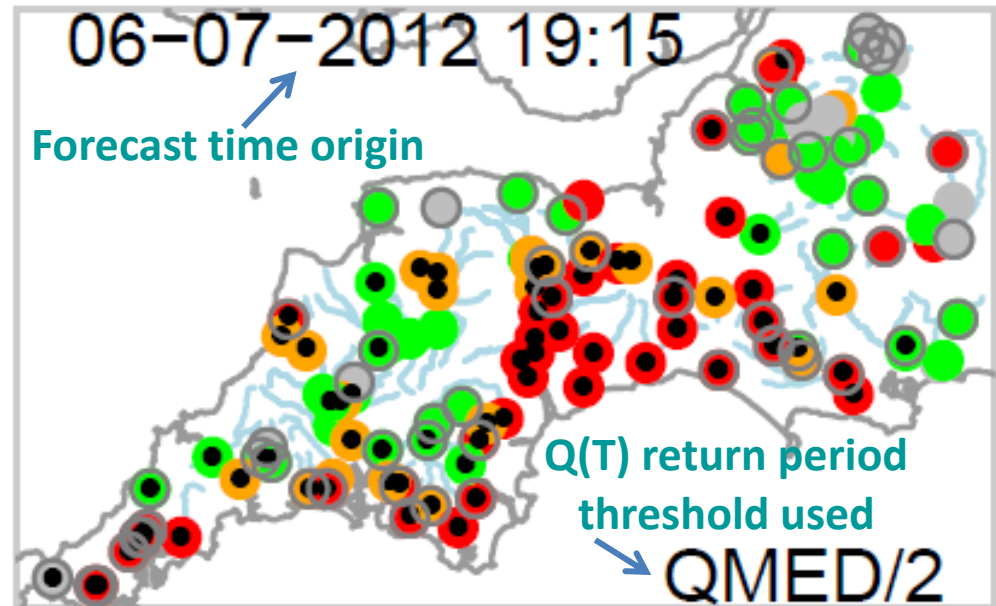 06−07−2012 19:15
Forecast time origin
Q(T) return period
threshold used
QMED/2